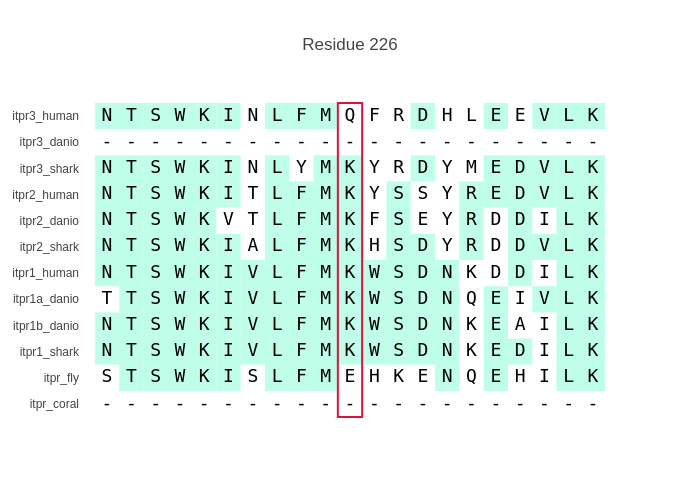 Residue 226
itpr3_human N T S W K I N L F M Q F R D H L E E V L K
itpr3_danio - - - - - - - - - - - - - - - - - - - - -
itpr3_shark N T S W K I N L Y M K Y R D Y M E D V L K
itpr2_human N T S W K I T L F M K Y S S Y R E D V L K
itpr2_danio N T S W K V T L F M K F S E Y R D D I L K
itpr2_shark N T S W K I A L F M K H S D Y R D D V L K
itpr1_human N T S W K I V L F M K W S D N K D D I L K
itpr1a_danio T T S W K I V L F M K W S D N Q E I V L K
itpr1b_danio N T S W K I V L F M K W S D N K E A I L K
itpr1_shark N T S W K I V L F M K W S D N K E D I L K
itpr_fly S T S W K I S L F M E H K E N Q E H I L K
itpr_coral - - - - - - - - - - - - - - - - - - - - -